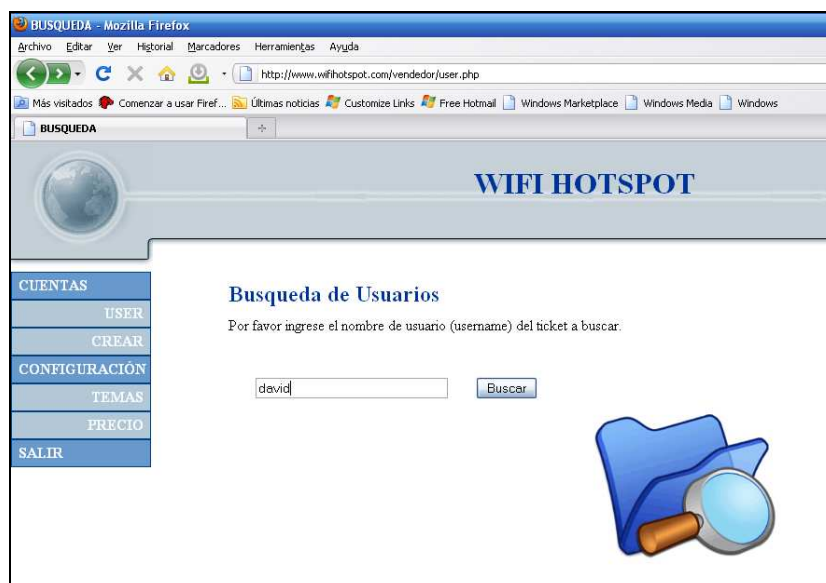 BUSQUEDA - Mozilla Firefox
Archivo Editar Ver Historial Marcadores Herramientas Ayuda
http://www.wifihotspot.com/vendedor/user.php
Más visitados Comenzar a usar Firef... Últimas noticias Customize Links Free Hotmail Windows Marketplace Windows Media Windows
BUSQUEDA
WIFI HOTSPOT
CUENTAS
USER
CREAR
CONFIGURACIÓN
TEMAS
PRECIO
SALIR
Busqueda de Usuarios
Por favor ingrese el nombre de usuario (username) del ticket a buscar.
david
Buscar